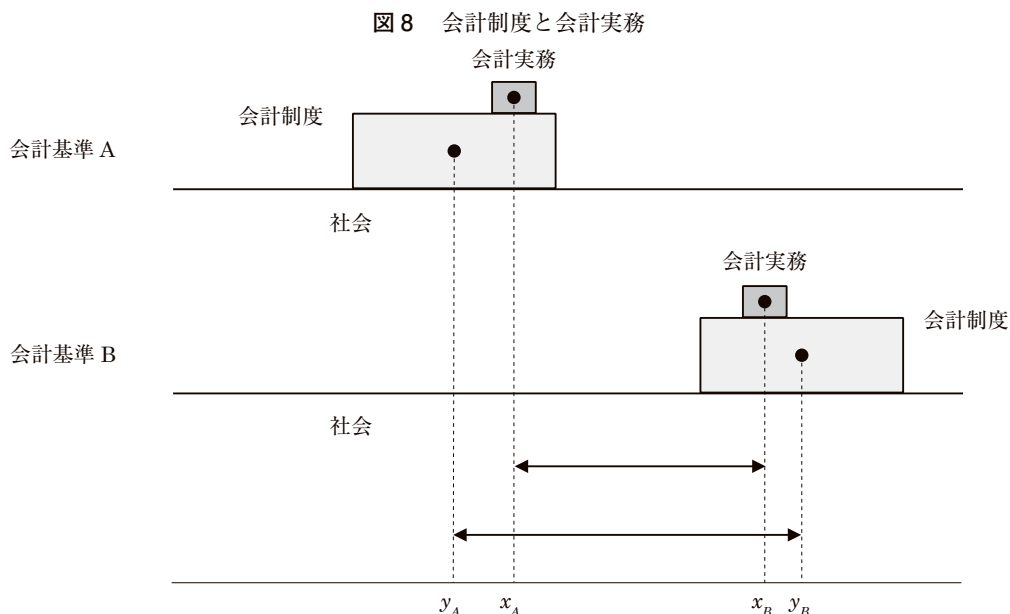 図8 会計制度と会計実務
会計実務
会計制度
会計基準 A
社会
会計実務
会計制度
会計基準 B
社会
y_A x_A x_B y_B